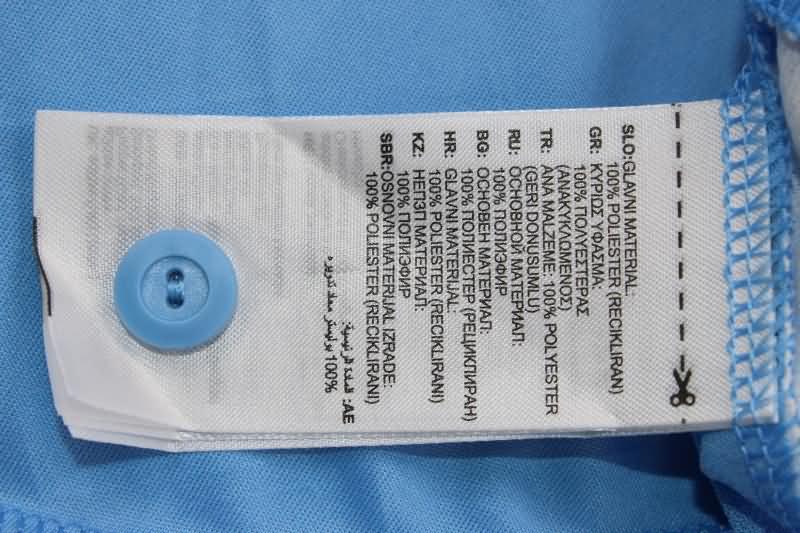 SLO:GLAVNI MATERIAL:
100% POLIESTER (RECIKLIRAN)
GR: ΚΥΡΙΩΣ ΥΦΑΣΜΑ:
100% ΠΟΛΥΕΣΤΕΡΑΣ
(ΑΝΑΚΥΚΛΩΜΕΝΟΣ)
TR: ANA MALZEME: 100% POLYESTER
(GERI DONUSUMLU)
RU: ОСНОВНОЙ МАТЕРИАЛ:
100% ПОЛИЭФИР
BG: ОСНОВЕН МАТЕРИАЛ:
100% ПОЛИЕСТЕР (РЕЦИКЛИРАН)
HR: GLAVNI MATERIJAL:
100% POLIESTER (RECIKLIRANI)
KZ: НЕГІЗГІ МАТЕРИАЛ:
100% ПОЛИЭФИР
SBR:OSNOVNI MATERIJAL IZRADE:
100% POLIESTER (RECIKLIRANI)
AE: المادة الرئيسية:
100% بوليستر معاد تدويره